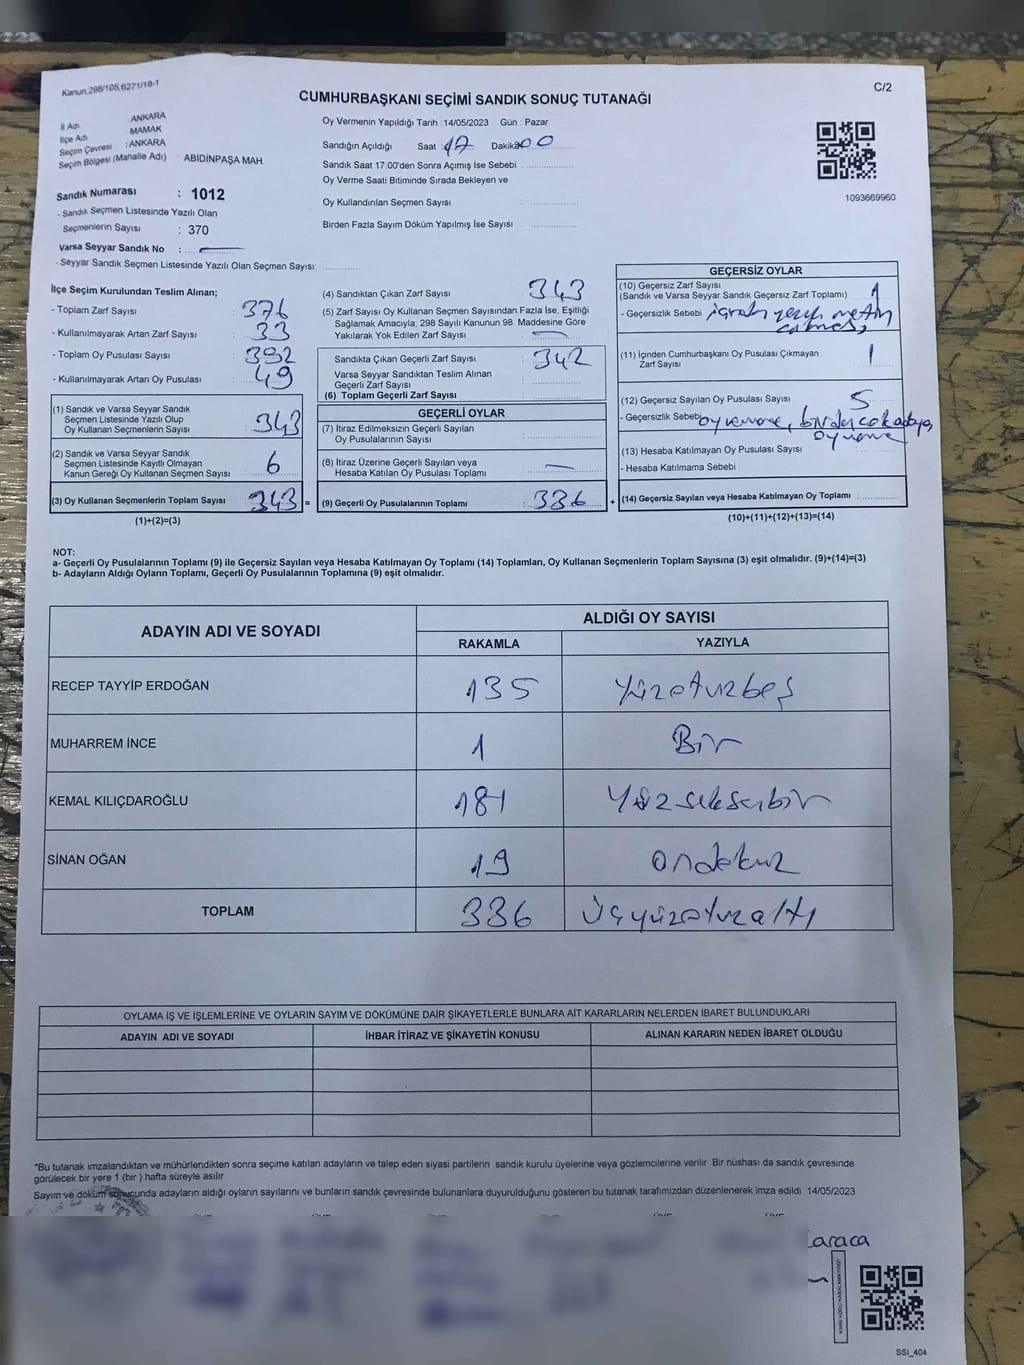 Kanun,298/105,6271/18-1
C/2
CUMHURBAŞKANI SEÇİMİ SANDIK SONUÇ TUTANAĞI
İl Adı ANKARA
İlçe Adı MAMAK
Seçim Çevresi : ANKARA
Seçim Bölgesi (Mahalle Adı) : ABİDİNPAŞA MAH.
Sandık Numarası : 1012
- Sandık Seçmen Listesinde Yazılı Olan
Seçmenlerin Sayısı : 370
Varsa Seyyar Sandık No :
- Seyyar Sandık Seçmen Listesinde Yazılı Olan Seçmen Sayısı:
Oy Vermenin Yapıldığı Tarih :14/05/2023 Gün : Pazar
Sandığın Açıldığı Saat 17 Dakika 00
Sandık Saat 17.00'den Sonra Açımış İse Sebebi :
Oy Verme Saati Bitiminde Sırada Bekleyen ve
Oy Kullandırılan Seçmen Sayısı :
Birden Fazla Sayım Döküm Yapılmış İse Sayısı :
1093669960
İlçe Seçim Kurulundan Teslim Alınan;
- Toplam Zarf Sayısı : 376
- Kullanılmayarak Artan Zarf Sayısı : 33
- Toplam Oy Pusulası Sayısı : 392
- Kullanılmayarak Artan Oy Pusulası : 49
(1) Sandık ve Varsa Seyyar Sandık
Seçmen Listesinde Yazılı Olup
Oy Kullanan Seçmenlerin Sayısı : 343
(2) Sandık ve Varsa Seyyar Sandık
Seçmen Listesinde Kayıtlı Olmayan
Kanun Gereği Oy Kullanan Seçmen Sayısı : 6
(3) Oy Kullanan Seçmenlerin Toplam Sayısı : 343 =
(1)+(2)=(3)
(4) Sandıktan Çıkan Zarf Sayısı : 343
(5) Zarf Sayısı Oy Kullanan Seçmen Sayısından Fazla İse, Eşitliği
Sağlamak Amacıyla; 298 Sayılı Kanunun 98. Maddesine Göre
Yakılarak Yok Edilen Zarf Sayısı :
Sandıkta Çıkan Geçerli Zarf Sayısı : 342
Varsa Seyyar Sandıktan Teslim Alınan
Geçerli Zarf Sayısı :
(6) Toplam Geçerli Zarf Sayısı :
GEÇERLİ OYLAR
(7) İtiraz Edilmeksizin Geçerli Sayılan
Oy Pusulalarının Sayısı :
(8) İtiraz Üzerine Geçerli Sayılan veya
Hesaba Katılan Oy Pusulası Toplamı :
(9) Geçerli Oy Pusulalarının Toplamı : 336 +
GEÇERSİZ OYLAR
(10) Geçersiz Zarf Sayısı
(Sandık ve Varsa Seyyar Sandık Geçersiz Zarf Toplamı) : 1
- Geçersizlik Sebebi :
(11) İçinden Cumhurbaşkanı Oy Pusulası Çıkmayan
Zarf Sayısı : 1
(12) Geçersiz Sayılan Oy Pusulası Sayısı : 5
- Geçersizlik Sebebi
(13) Hesaba Katılmayan Oy Pusulası Sayısı :
- Hesaba Katılmama Sebebi :
(14) Geçersiz Sayılan veya Hesaba Katılmayan Oy Toplamı :
(10)+(11)+(12)+(13)=(14)
NOT:
a- Geçerli Oy Pusulalarının Toplamı (9) ile Geçersiz Sayılan veya Hesaba Katılmayan Oy Toplamı (14) Toplamları, Oy Kullanan Seçmenlerin Toplam Sayısına (3) eşit olmalıdır. (9)+(14)=(3)
b- Adayların Aldığı Oyların Toplamı, Geçerli Oy Pusulalarının Toplamına (9) eşit olmalıdır.
ADAYIN ADI VE SOYADI ALDIĞI OY SAYISI
RAKAMLA YAZIYLA
RECEP TAYYİP ERDOĞAN 135 Yüzotuzbeş
MUHARREM İNCE 1 Bir
KEMAL KILIÇDAROĞLU 181 Yüzseksenbir
SİNAN OĞAN 19 ondokuz
TOPLAM 336 üçyüzotuzaltı
OYLAMA İŞ VE İŞLEMLERİNE VE OYLARIN SAYIM VE DÖKÜMÜNE DAİR ŞİKAYETLERLE BUNLARA AİT KARARLARIN NELERDEN İBARET BULUNDUKLARI
ADAYIN ADI VE SOYADI İHBAR İTİRAZ VE ŞİKAYETİN KONUSU ALINAN KARARIN NEDEN İBARET OLDUĞU
*Bu tutanak imzalandıktan ve mühürlendikten sonra seçime katılan adayların ve talep eden siyasi partilerin sandık kurulu üyelerine veya gözlemcilerine verilir. Bir nüshası da sandık çevresinde
görülecek bir yere 1 (bir ) hafta süreyle asılır
Sayım ve döküm sonucunda adayların aldığı oyların sayılarını ve bunların sandık çevresinde bulunanlara duyurulduğunu gösteren bu tutanak tarafımızdan düzenlenerek imza edildi. 14/05/2023
araca
SSİ_404